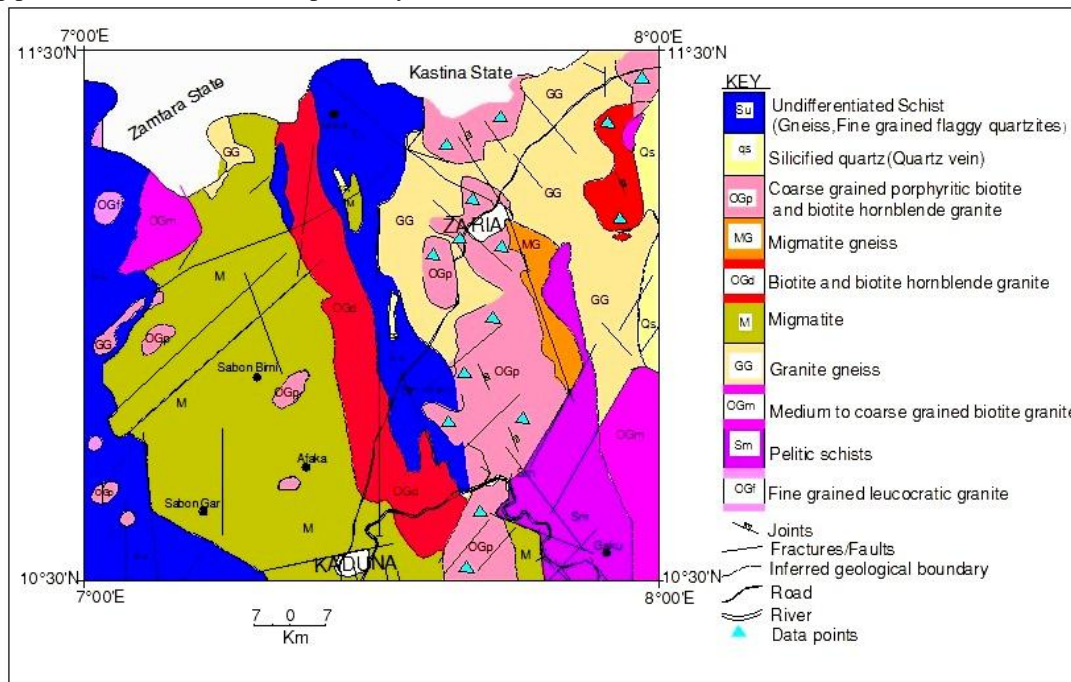 7°00'E
8°00'E
11°30'N
11°30'N
Kastina State
Zamfara State
GG
GG
GG
Qs
OGf
OGm
M
M
ZARIA
MG
OGp
GG
Qs
OGd
GG
OGp
Sabon Birni
OGp
OGp
M
OGm
Afaka
OGp
Sabon Gar
OGd
Sm
M
OGp
M
KADUNA
10°30'N
10°30'N
7°00'E
8°00'E
7 0 7
Km
KEY
Su Undifferentiated Schist
(Gneiss,Fine grained flaggy quartzites)
qs Silicified quartz(Quartz vein)
OGp Coarse grained porphyritic biotite
and biotite hornblende granite
MG Migmatite gneiss
OGd Biotite and biotite hornblende granite
M Migmatite
GG Granite gneiss
OGm Medium to coarse grained biotite granite
Sm Pelitic schists
OGf Fine grained leucocratic granite
Joints
Fractures/Faults
Inferred geological boundary
Road
River
Data points